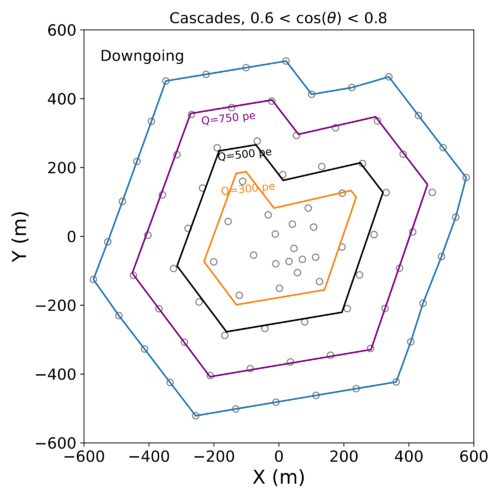 Cascades, 0.6 < cos(θ) < 0.8
Downgoing
Q=750 pe
Q=500 pe
Q=300 pe
600
400
200
0
−200
−400
−600
Y (m)
−600 −400 −200 0 200 400 600
X (m)